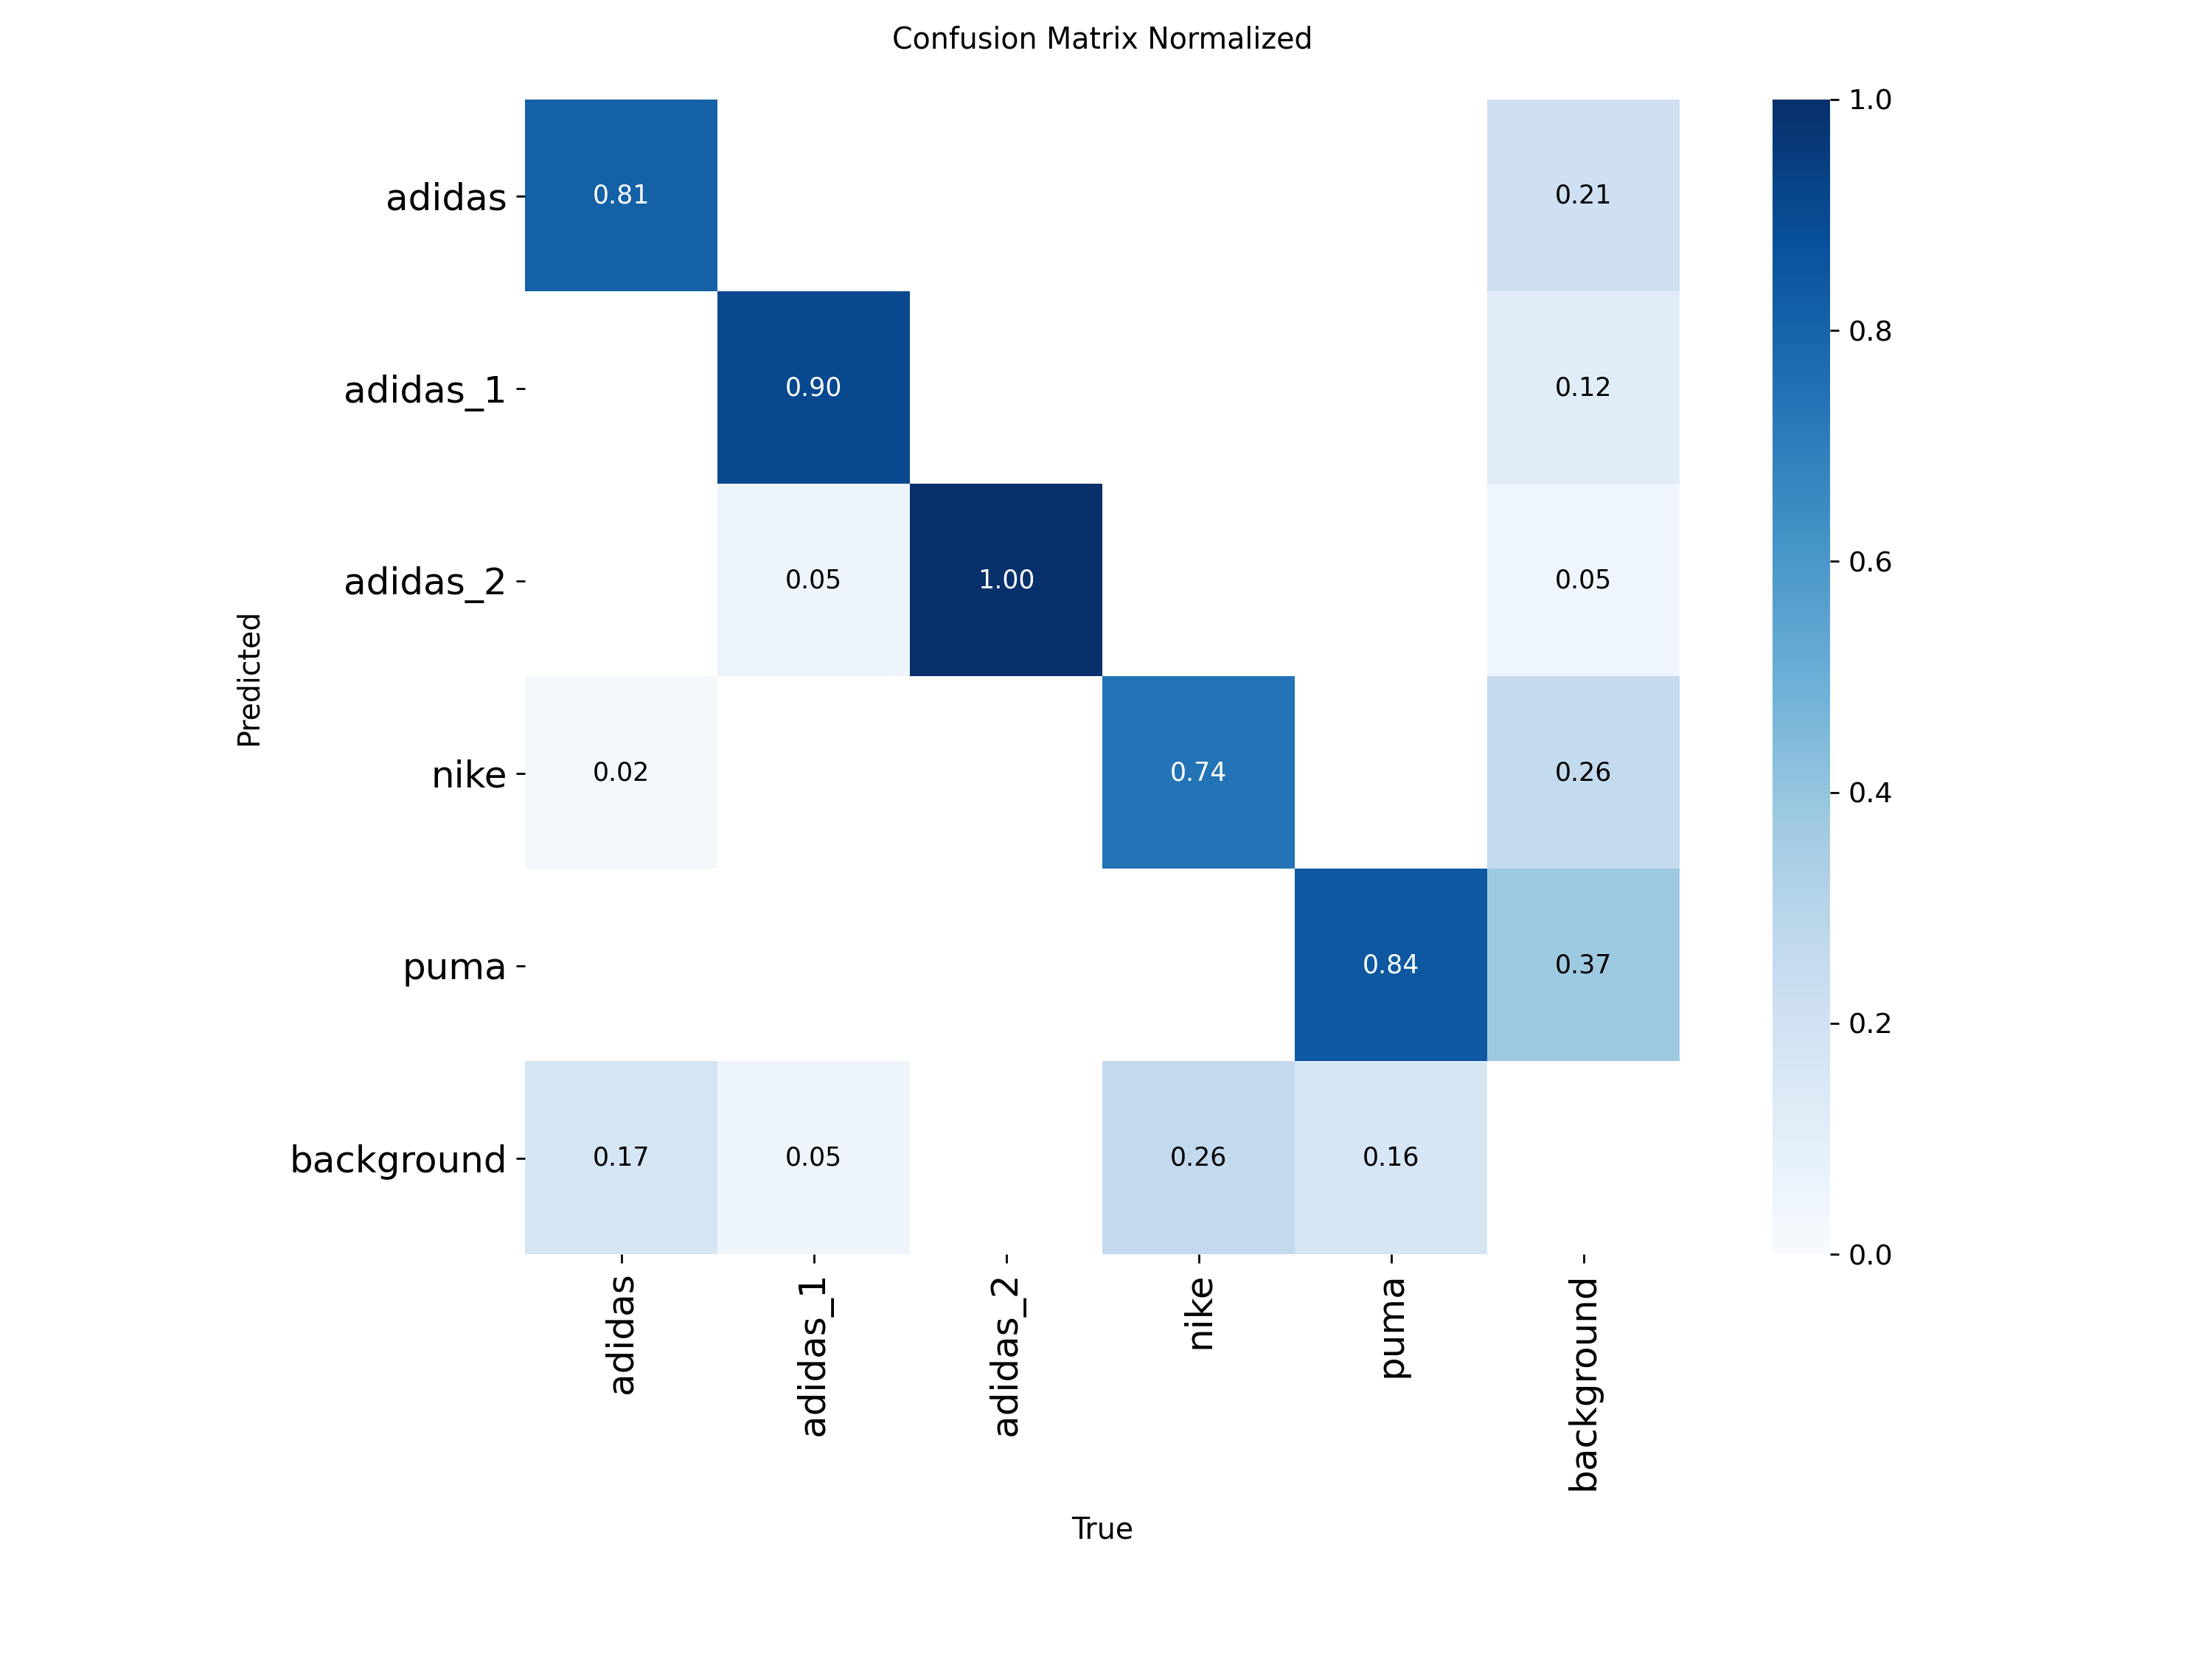 Confusion Matrix Normalized
adidas 0.81 0.21
adidas_1 0.90 0.12
adidas_2 0.05 1.00 0.05
nike 0.02 0.74 0.26
puma 0.84 0.37
background 0.17 0.05 0.26 0.16
Predicted
adidas adidas_1 adidas_2 nike puma background
True
1.0
0.8
0.6
0.4
0.2
0.0